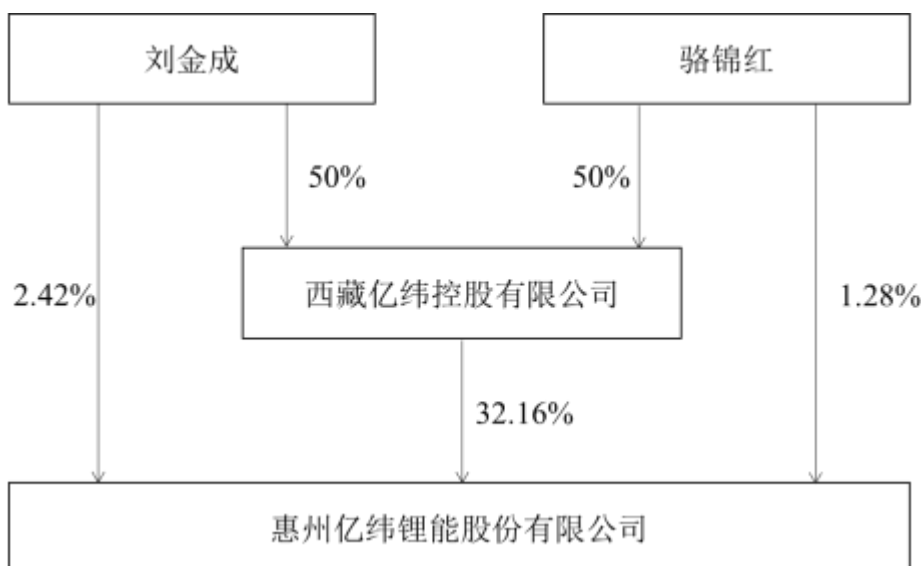 刘金成
骆锦红
50%
50%
2.42%
西藏亿纬控股有限公司
1.28%
32.16%
惠州亿纬锂能股份有限公司